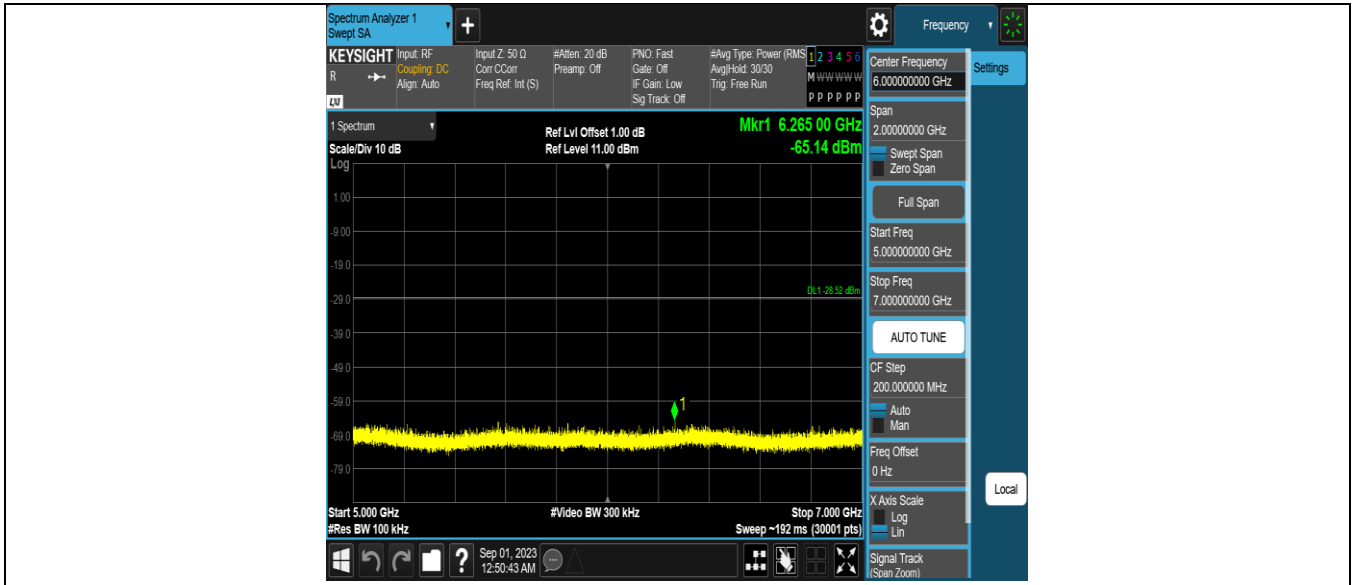 Spectrum Analyzer 1
Swept SA
+
Frequency
KEYSIGHT
R
LXI
Input: RF
Coupling: DC
Align: Auto
Input Z: 50 Ω
Corr CCorr
Freq Ref: Int (S)
#Atten: 20 dB
Preamp: Off
PNO: Fast
Gate: Off
IF Gain: Low
Sig Track: Off
#Avg Type: Power (RMS
Avg|Hold: 30/30
Trig: Free Run
1 2 3 4 5 6
M W W W W W
P P P P P P
1 Spectrum
Scale/Div 10 dB
Log
Ref Lvl Offset 1.00 dB
Ref Level 11.00 dBm
Mkr1 6.265 00 GHz
-65.14 dBm
1.00
-9.00
-19.0
-29.0
-39.0
-49.0
-59.0
-69.0
-79.0
DL1 -28.52 dBm
1
Start 5.000 GHz
#Res BW 100 kHz
#Video BW 300 kHz
Stop 7.000 GHz
Sweep ~192 ms (30001 pts)
?
Sep 01, 2023
12:50:43 AM
Center Frequency
6.000000000 GHz
Span
2.00000000 GHz
Swept Span
Zero Span
Full Span
Start Freq
5.000000000 GHz
Stop Freq
7.000000000 GHz
AUTO TUNE
CF Step
200.000000 MHz
Auto
Man
Freq Offset
0 Hz
X Axis Scale
Log
Lin
Signal Track
(Span Zoom)
Settings
Local